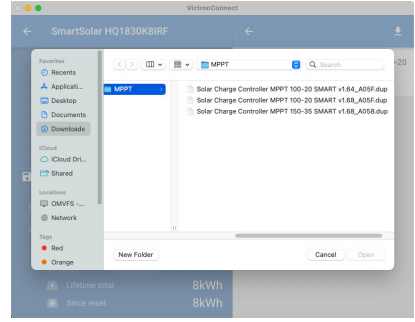 VictronConnect
SmartSolar HQ1830K8IRF
Favorites
Recents
Applicati...
Desktop
Documents
Downloads
iCloud
iCloud Dri...
Shared
Locations
OMVFS -...
Network
Tags
Red
Orange
MPPT
Search
MPPT
Solar Charge Controller MPPT 100-20 SMART v1.64_A05F.dup
Solar Charge Controller MPPT 100-20 SMART v1.68_A05F.dup
Solar Charge Controller MPPT 150-35 SMART v1.68_A058.dup
New Folder
Cancel
Open
Lifetime total 8kWh
Since reset 8kWh